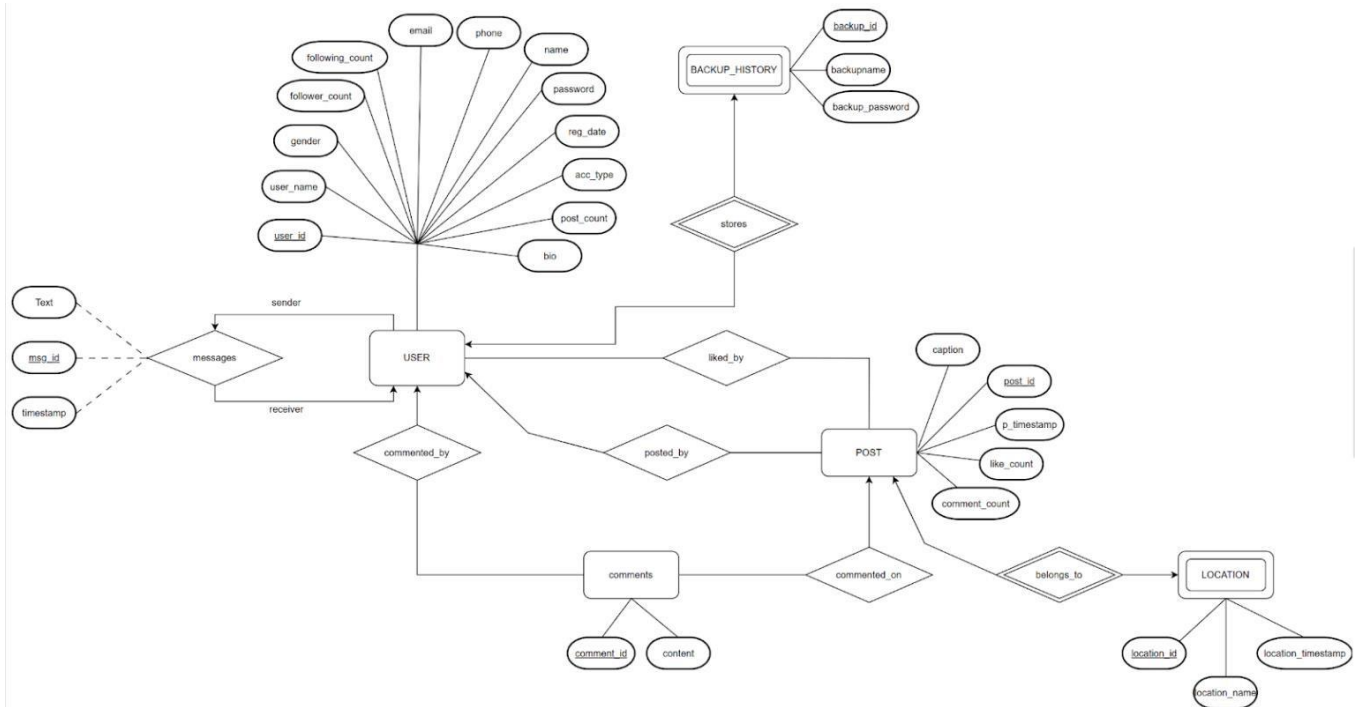 email
phone
backup_id
following_count
name
BACKUP_HISTORY
backupname
follower_count
password
backup_password
gender
reg_date
user_name
acc_type
user_id
post_count
stores
bio
Text
sender
msg_id
messages
USER
liked_by
caption
post_id
timestamp
receiver
p_timestamp
commented_by
posted_by
POST
like_count
comment_count
comments
commented_on
belongs_to
LOCATION
comment_id
content
location_id
location_timestamp
location_name